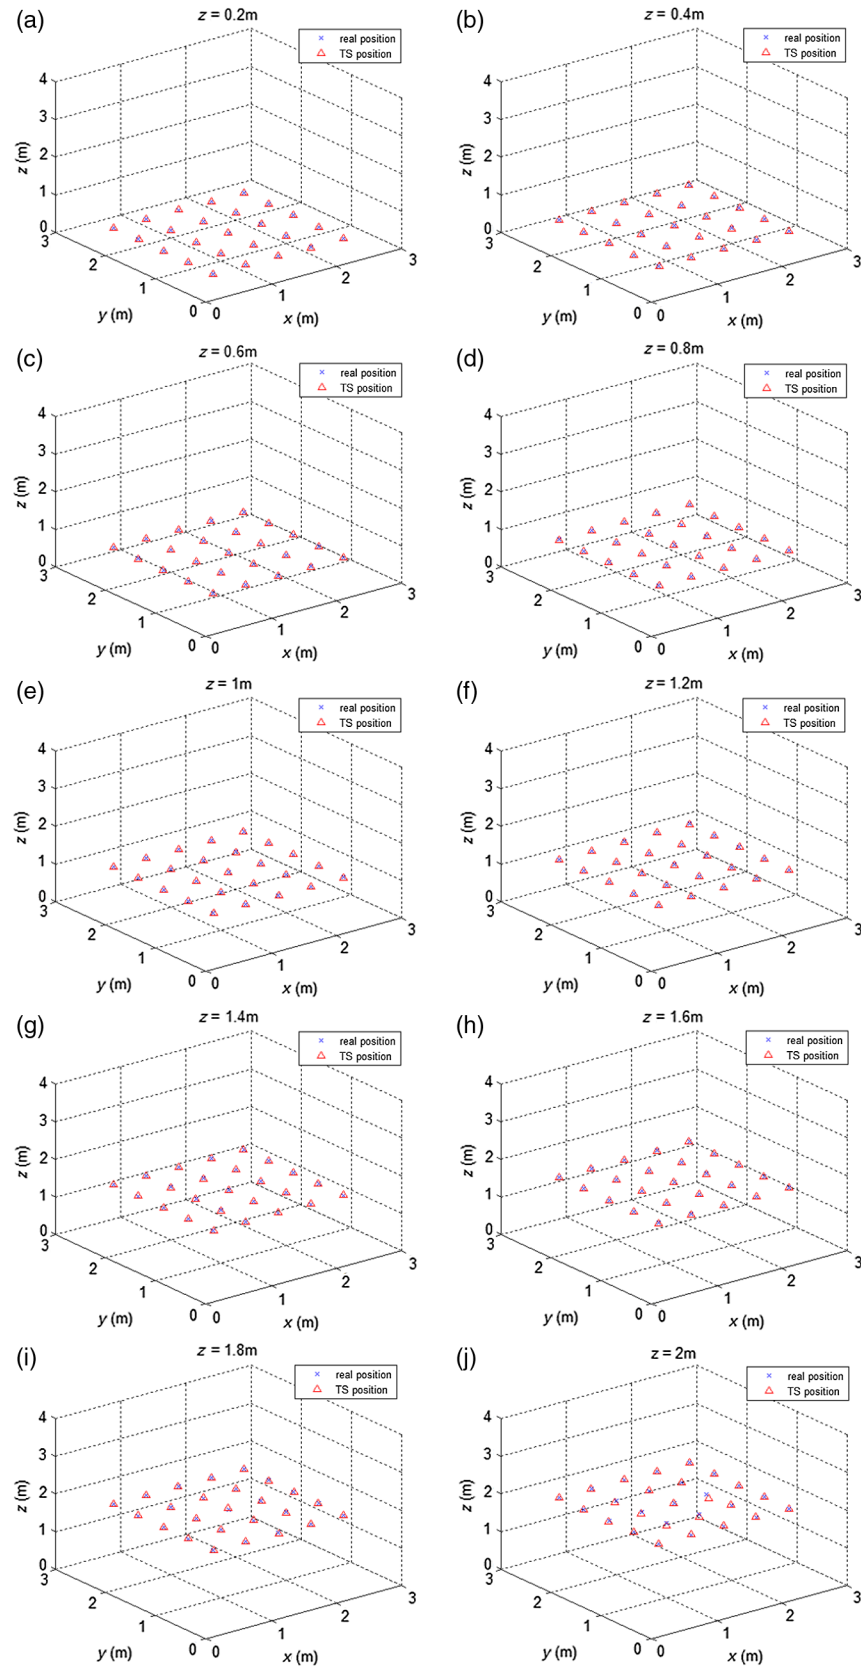 (a)
z = 0.2m
real position
TS position
4
3
2
1
0
z (m)
3
2
1
0
y (m)
0
1
2
3
x (m)
(b)
z = 0.4m
real position
TS position
4
3
2
1
0
z (m)
3
2
1
0
y (m)
0
1
2
3
x (m)
(c)
z = 0.6m
real position
TS position
4
3
2
1
0
z (m)
3
2
1
0
y (m)
0
1
2
3
x (m)
(d)
z = 0.8m
real position
TS position
4
3
2
1
0
z (m)
3
2
1
0
y (m)
0
1
2
3
x (m)
(e)
z = 1m
real position
TS position
4
3
2
1
0
z (m)
3
2
1
0
y (m)
0
1
2
3
x (m)
(f)
z = 1.2m
real position
TS position
4
3
2
1
0
z (m)
3
2
1
0
y (m)
0
1
2
3
x (m)
(g)
z = 1.4m
real position
TS position
4
3
2
1
0
z (m)
3
2
1
0
y (m)
0
1
2
3
x (m)
(h)
z = 1.6m
real position
TS position
4
3
2
1
0
z (m)
3
2
1
0
y (m)
0
1
2
3
x (m)
(i)
z = 1.8m
real position
TS position
4
3
2
1
0
z (m)
3
2
1
0
y (m)
0
1
2
3
x (m)
(j)
z = 2m
real position
TS position
4
3
2
1
0
z (m)
3
2
1
0
y (m)
0
1
2
3
x (m)